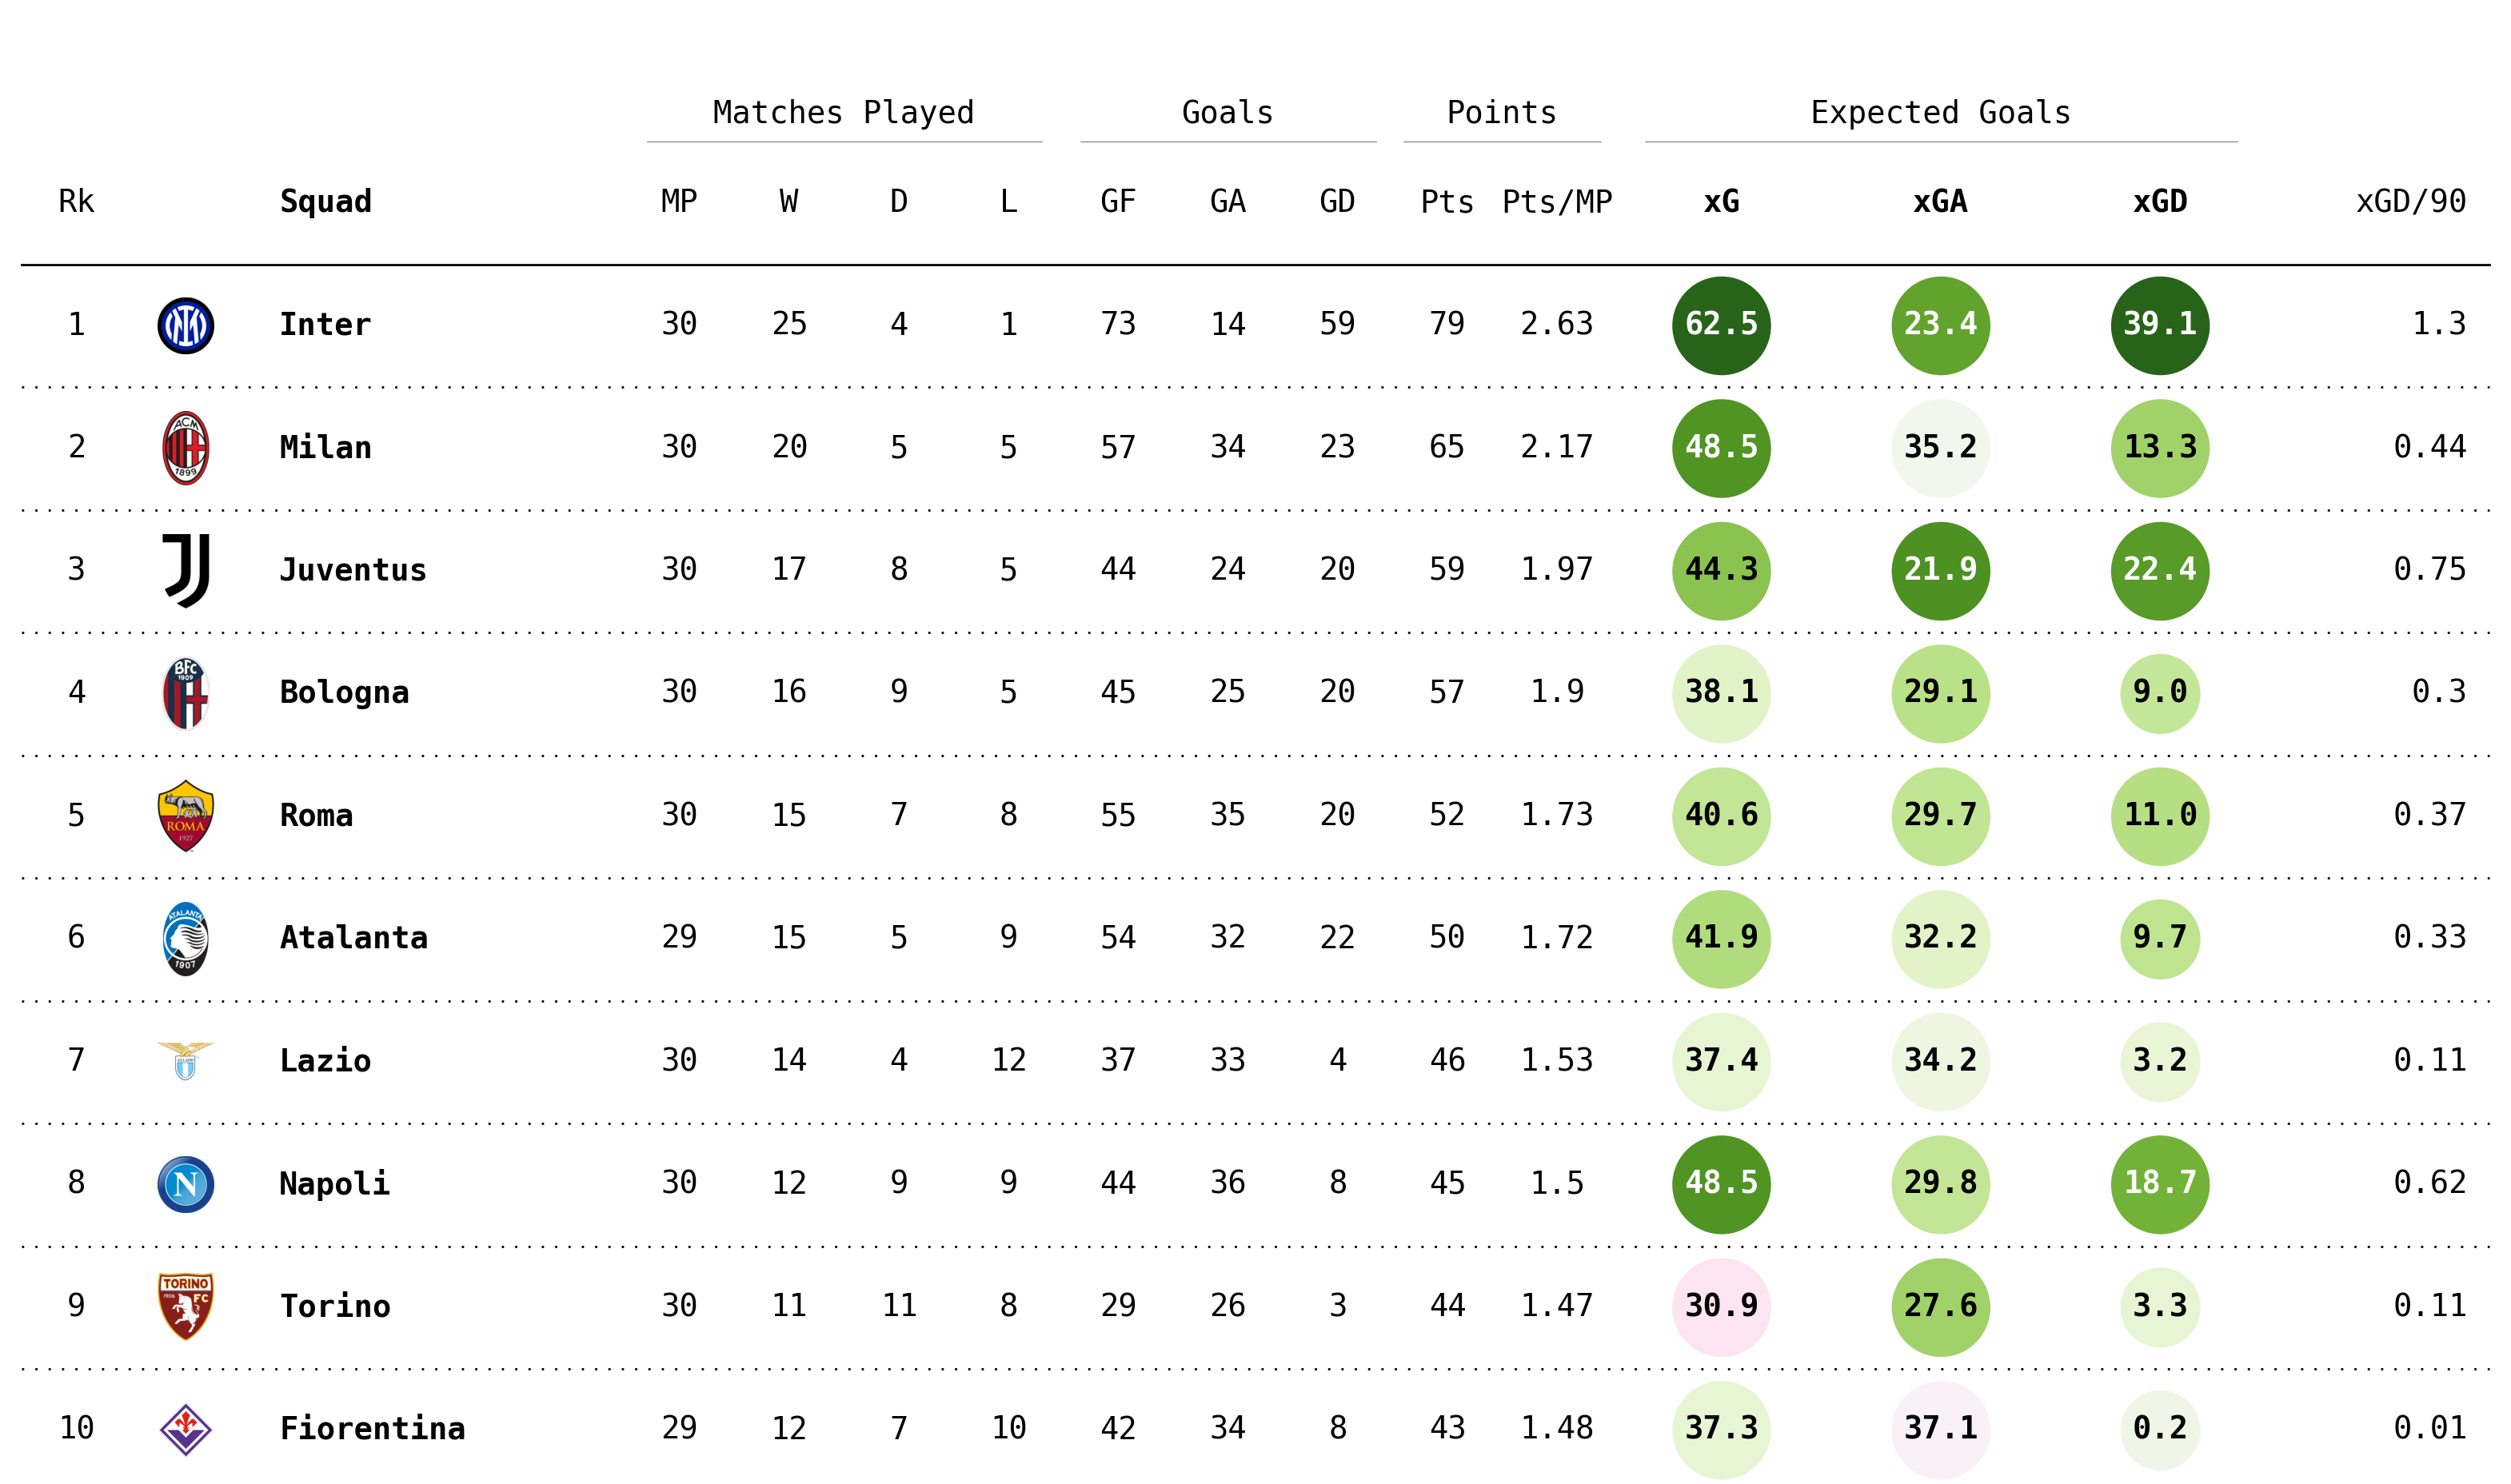 Matches Played Goals Points Expected Goals
Rk Squad MP W D L GF GA GD Pts Pts/MP xG xGA xGD xGD/90
1 Inter 30 25 4 1 73 14 59 79 2.63 62.5 23.4 39.1 1.3
ACM
2 Milan 30 20 5 5 57 34 23 65 2.17 48.5 35.2 13.3 0.44
1899
3 Juventus 30 17 8 5 44 24 20 59 1.97 44.3 21.9 22.4 0.75
BFC
1909
4 Bologna 30 16 9 5 45 25 20 57 1.9 38.1 29.1 9.0 0.3
5 Roma 30 15 7 8 55 35 20 52 1.73 40.6 29.7 11.0 0.37
ROMA
1927
ATALANTA
6 Atalanta 29 15 5 9 54 32 22 50 1.72 41.9 32.2 9.7 0.33
1907
7 Lazio 30 14 4 12 37 33 4 46 1.53 37.4 34.2 3.2 0.11
8 N Napoli 30 12 9 9 44 36 8 45 1.5 48.5 29.8 18.7 0.62
TORINO
1906 FC
9 Torino 30 11 11 8 29 26 3 44 1.47 30.9 27.6 3.3 0.11
10 Fiorentina 29 12 7 10 42 34 8 43 1.48 37.3 37.1 0.2 0.01